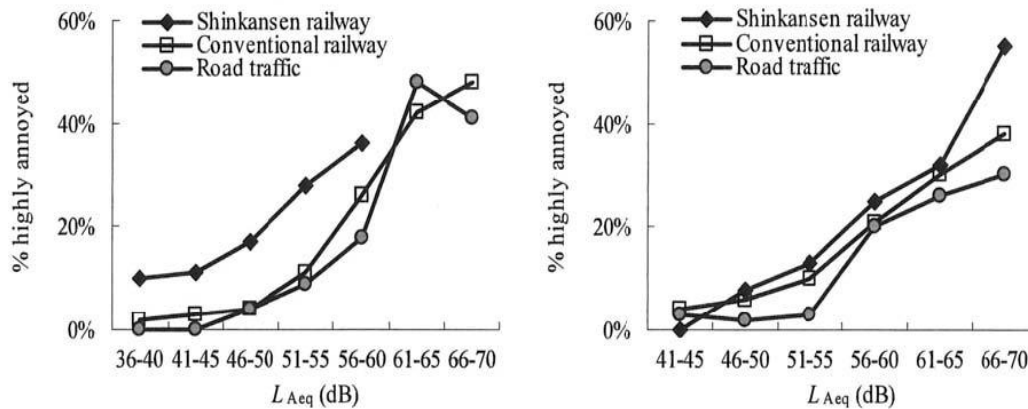 60%
40%
20%
0%
% highly annoyed
Shinkansen railway
Conventional railway
Road traffic
36-40 41-45 46-50 51-55 56-60 61-65 66-70
L Aeq (dB)
60%
40%
20%
0%
% highly annoyed
Shinkansen railway
Conventional railway
Road traffic
41-45 46-50 51-55 56-60 61-65 66-70
L Aeq (dB)